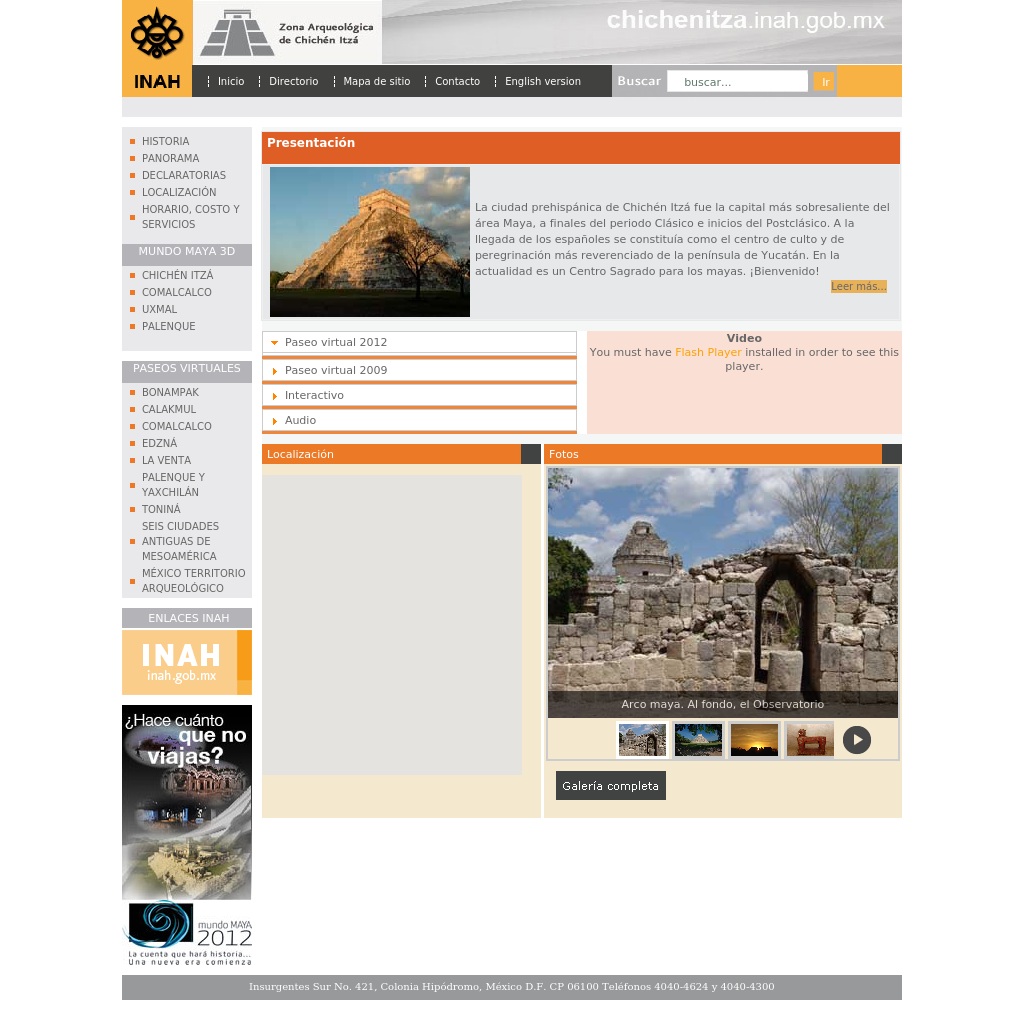 INAH
Zona Arqueológica
de Chichén Itzá
chichenitza.inah.gob.mx
Inicio
Directorio
Mapa de sitio
Contacto
English version
Buscar
buscar...
Ir
HISTORIA
PANORAMA
DECLARATORIAS
LOCALIZACIÓN
HORARIO, COSTO Y
SERVICIOS
MUNDO MAYA 3D
CHICHÉN ITZÁ
COMALCALCO
UXMAL
PALENQUE
PASEOS VIRTUALES
BONAMPAK
CALAKMUL
COMALCALCO
EDZNÁ
LA VENTA
PALENQUE Y
YAXCHILÁN
TONINÁ
SEIS CIUDADES
ANTIGUAS DE
MESOAMÉRICA
MÉXICO TERRITORIO
ARQUEOLÓGICO
ENLACES INAH
INAH
inah.gob.mx
¿Hace cuánto
que no
viajas?
mundo MAYA
2012
La cuenta que hará historia...
Una nueva era comienza
Presentación
La ciudad prehispánica de Chichén Itzá fue la capital más sobresaliente del
área Maya, a finales del periodo Clásico e inicios del Postclásico. A la
llegada de los españoles se constituía como el centro de culto y de
peregrinación más reverenciado de la península de Yucatán. En la
actualidad es un Centro Sagrado para los mayas. ¡Bienvenido!
Leer más...
Paseo virtual 2012
Paseo virtual 2009
Interactivo
Audio
Video
You must have Flash Player installed in order to see this
player.
Localización
Fotos
Arco maya. Al fondo, el Observatorio
Galería completa
Insurgentes Sur No. 421, Colonia Hipódromo, México D.F. CP 06100 Teléfonos 4040-4624 y 4040-4300